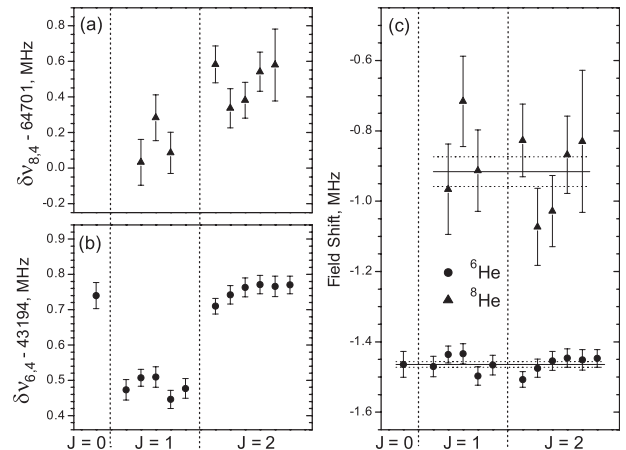 (a)
δν8,4 - 64701, MHz
0.8
0.6
0.4
0.2
0.0
-0.2
(b)
δν6,4 - 43194, MHz
0.9
0.8
0.7
0.6
0.5
0.4
J = 0
J = 1
J = 2
(c)
Field Shift, MHz
-0.6
-0.8
-1.0
-1.2
-1.4
-1.6
6He
8He
J = 0
J = 1
J = 2